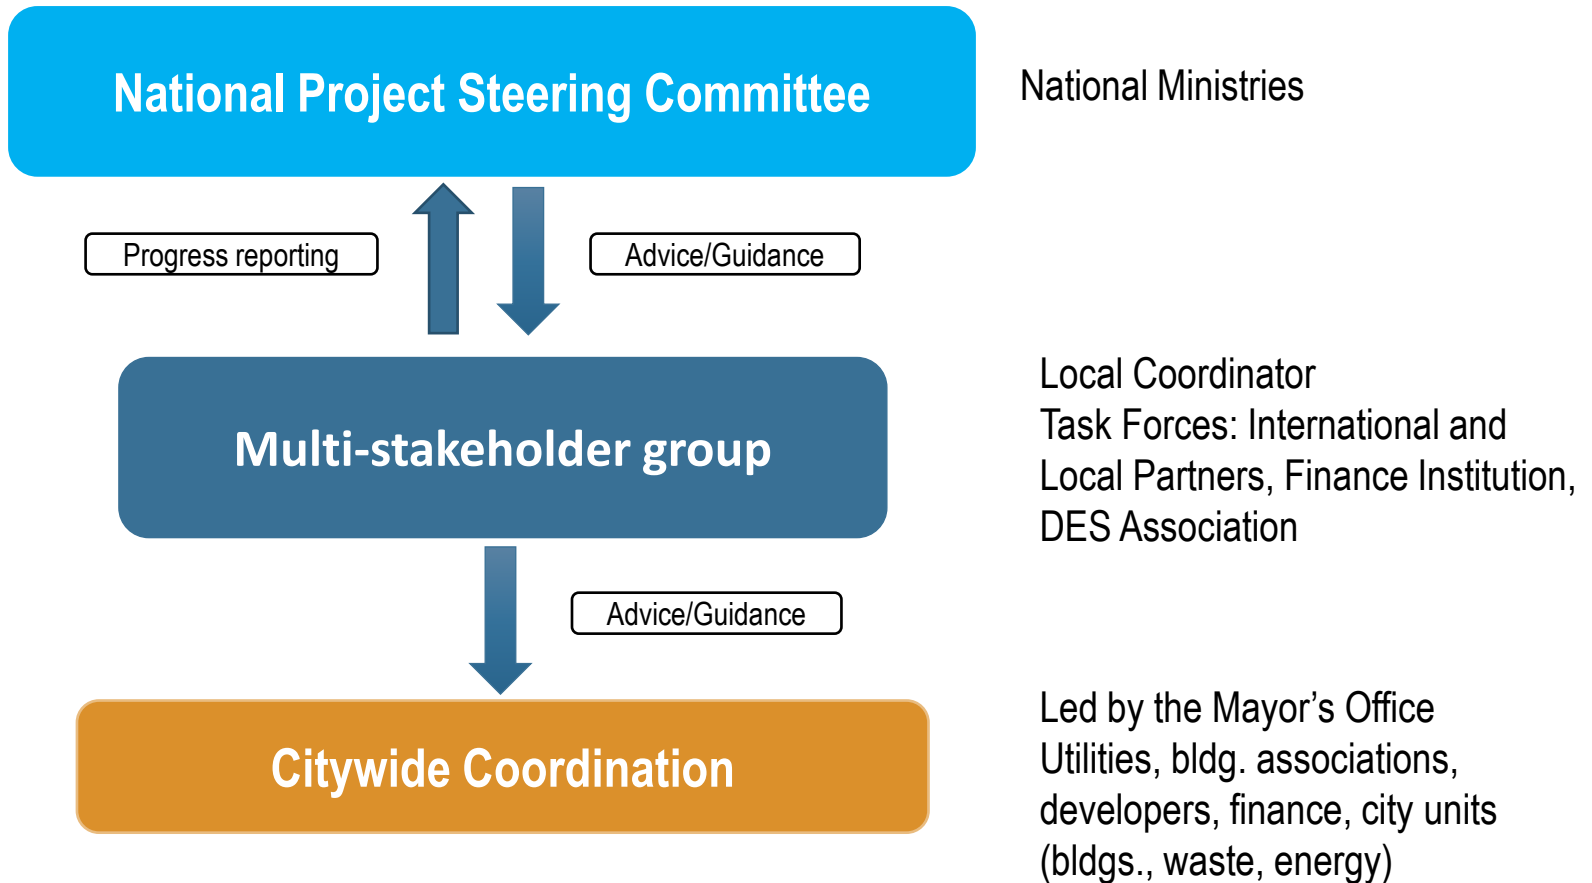 National Project Steering Committee
National Ministries
Progress reporting
Advice/Guidance
Multi-stakeholder group
Local Coordinator
Task Forces: International and
Local Partners, Finance Institution,
DES Association
Advice/Guidance
Citywide Coordination
Led by the Mayor’s Office
Utilities, bldg. associations,
developers, finance, city units
(bldgs., waste, energy)